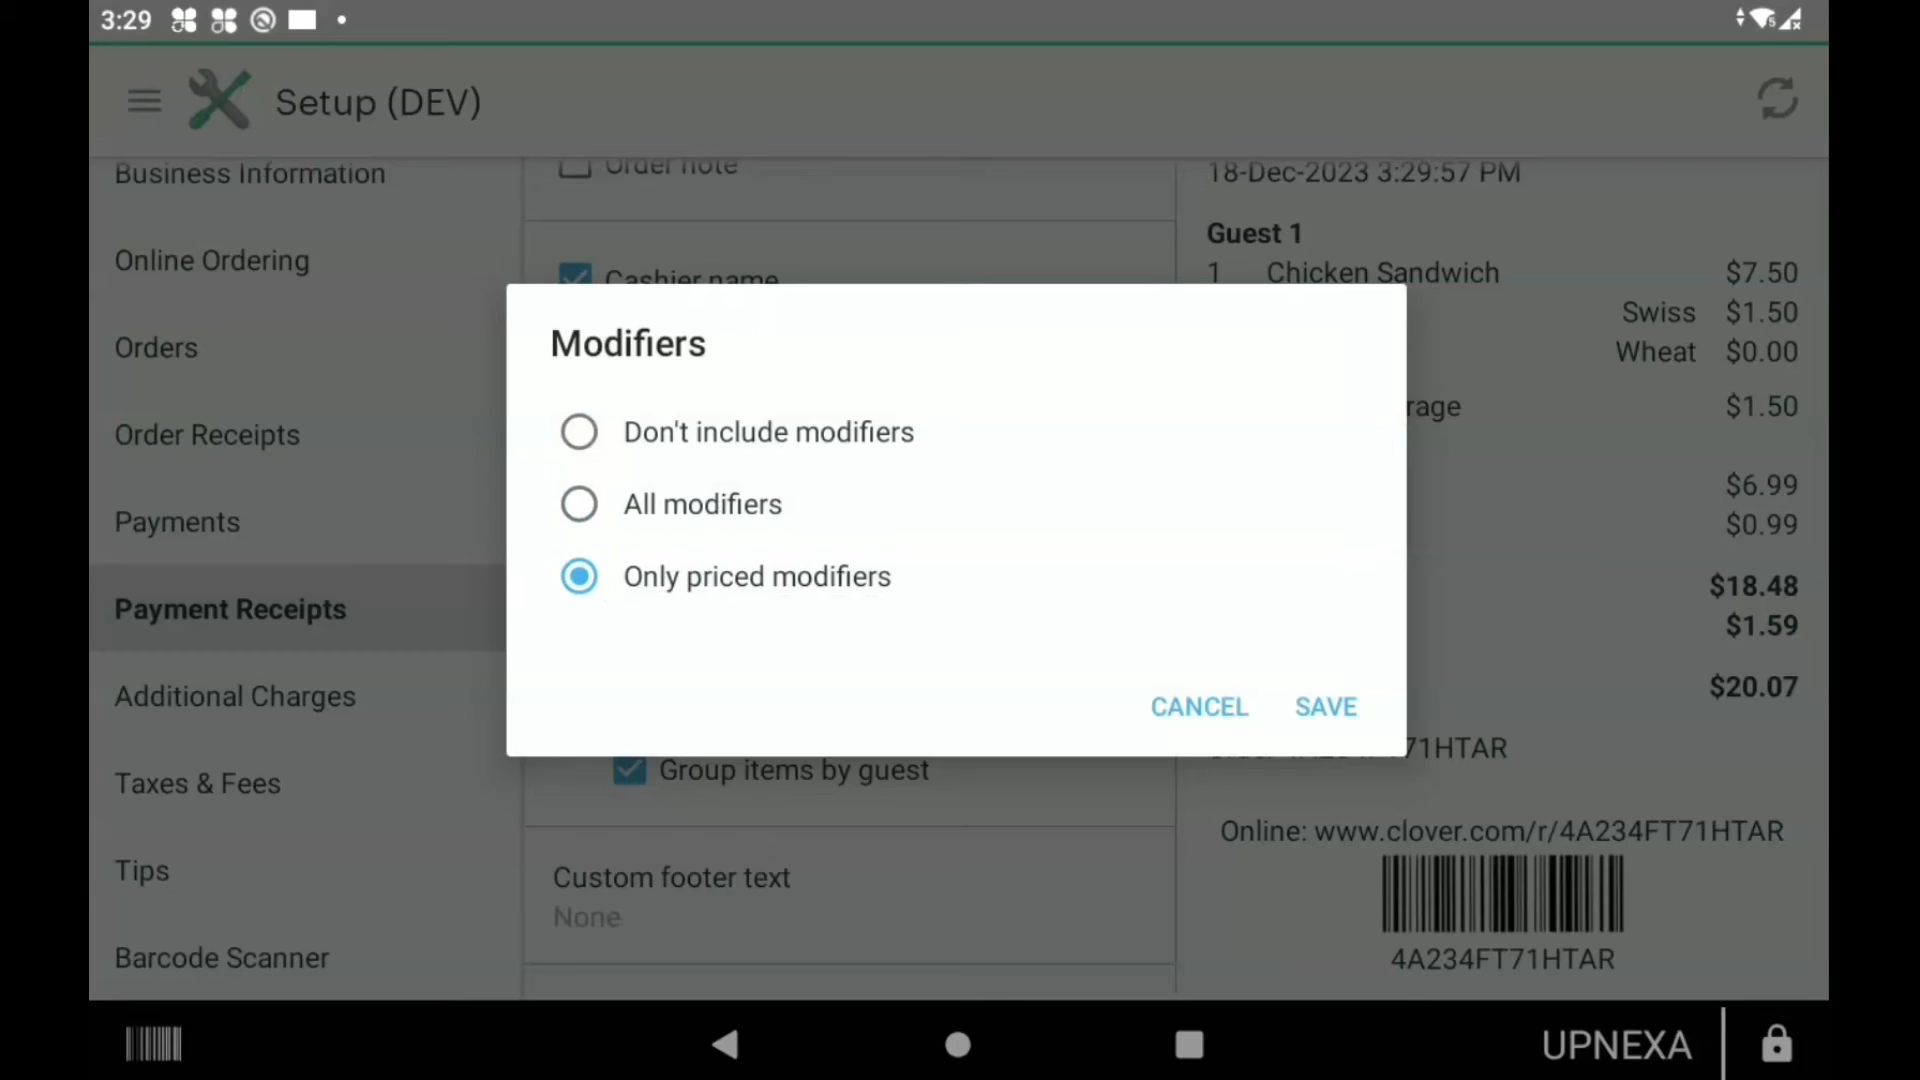 3:29
Setup (DEV)
Business Information
Online Ordering
Orders
Order Receipts
Payments
Payment Receipts
Additional Charges
Taxes & Fees
Tips
Barcode Scanner
Order note
Cashier name
Modifiers
Don't include modifiers
All modifiers
Only priced modifiers
CANCEL SAVE
Group items by guest
Custom footer text
None
18-Dec-2023 3:29:57 PM
Guest 1
1 Chicken Sandwich $7.50
Swiss $1.50
Wheat $0.00
rage $1.50
$6.99
$0.99
$18.48
$1.59
$20.07
71HTAR
Online: www.clover.com/r/4A234FT71HTAR
4A234FT71HTAR
UPNEXA